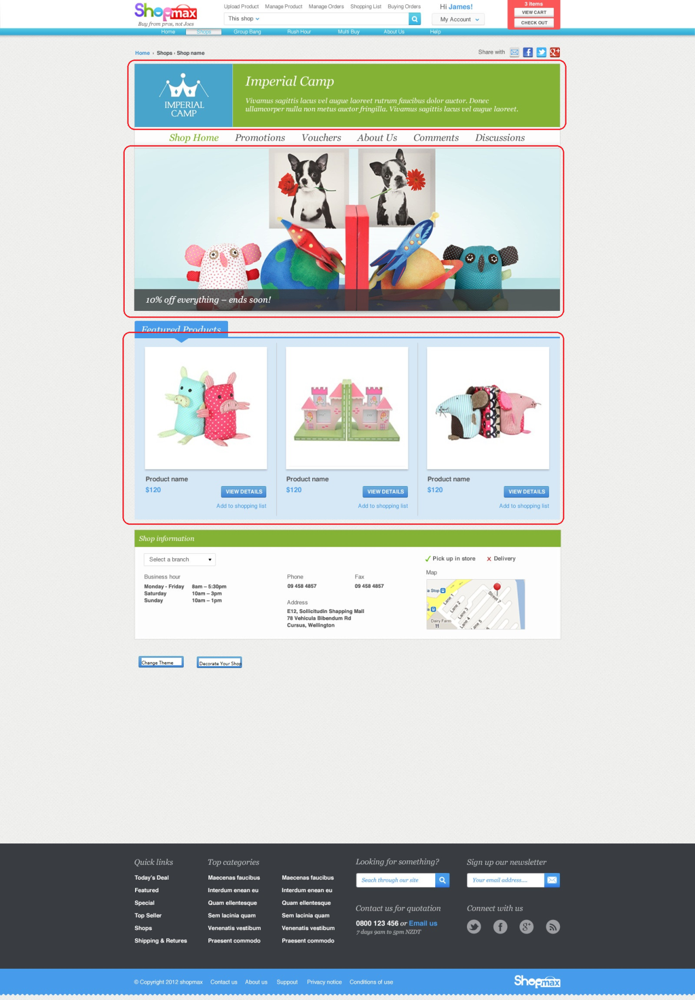 Shopmax
Buy from pros, not Joes
Upload Product Manage Product Manage Orders Shopping List Buying Orders
This shop
Hi James!
My Account
3 items
VIEW CART
CHECK OUT
Home Shops Group Bang Rush Hour Multi Buy About Us Help
Home › Shops › Shop name
Share with
IMPERIAL
CAMP
Imperial Camp
Vivamus sagittis lacus vel augue laoreet rutrum faucibus dolor auctor. Donec
ullamcorper nulla non metus auctor fringilla. Vivamus sagittis lacus vel augue laoreet.
Shop Home Promotions Vouchers About Us Comments Discussions
10% off everything – ends soon!
Featured Products
Product name
$120
VIEW DETAILS
Add to shopping list
Product name
$120
VIEW DETAILS
Add to shopping list
Product name
$120
VIEW DETAILS
Add to shopping list
Shop information
Select a branch
Business hour
Monday - Friday 8am – 5:30pm
Saturday 10am – 3pm
Sunday 10am – 1pm
Phone
09 458 4857
Fax
09 458 4857
Address
E12, Sollicitudin Shapping Mall
78 Vehicula Bibendum Rd
Cursus, Wellington
Pick up in store
Delivery
Map
a Stop
Lane 1
Lane 2
Lane 3
Lane 4
Lane 5
Street 7
Dairy Farm
Change Theme
Decorate Your Shop
Quick links
Today's Deal
Featured
Special
Top Seller
Shops
Shipping & Retures
Top categories
Maecenas faucibus
Interdum enean eu
Quam ellentesque
Sem lacinia quam
Venenatis vestibum
Praesent commodo
Maecenas faucibus
Interdum enean eu
Quam ellentesque
Sem lacinia quam
Venenatis vestibum
Praesent commodo
Looking for something?
Seach through our site
Contact us for quotation
0800 123 456 or Email us
7 days 9am to 5pm NZDT
Sign up our newsletter
Your email address....
Connect with us
© Copyright 2012 shopmax Contact us About us Suppout Privacy notice Conditions of use
Shopmax